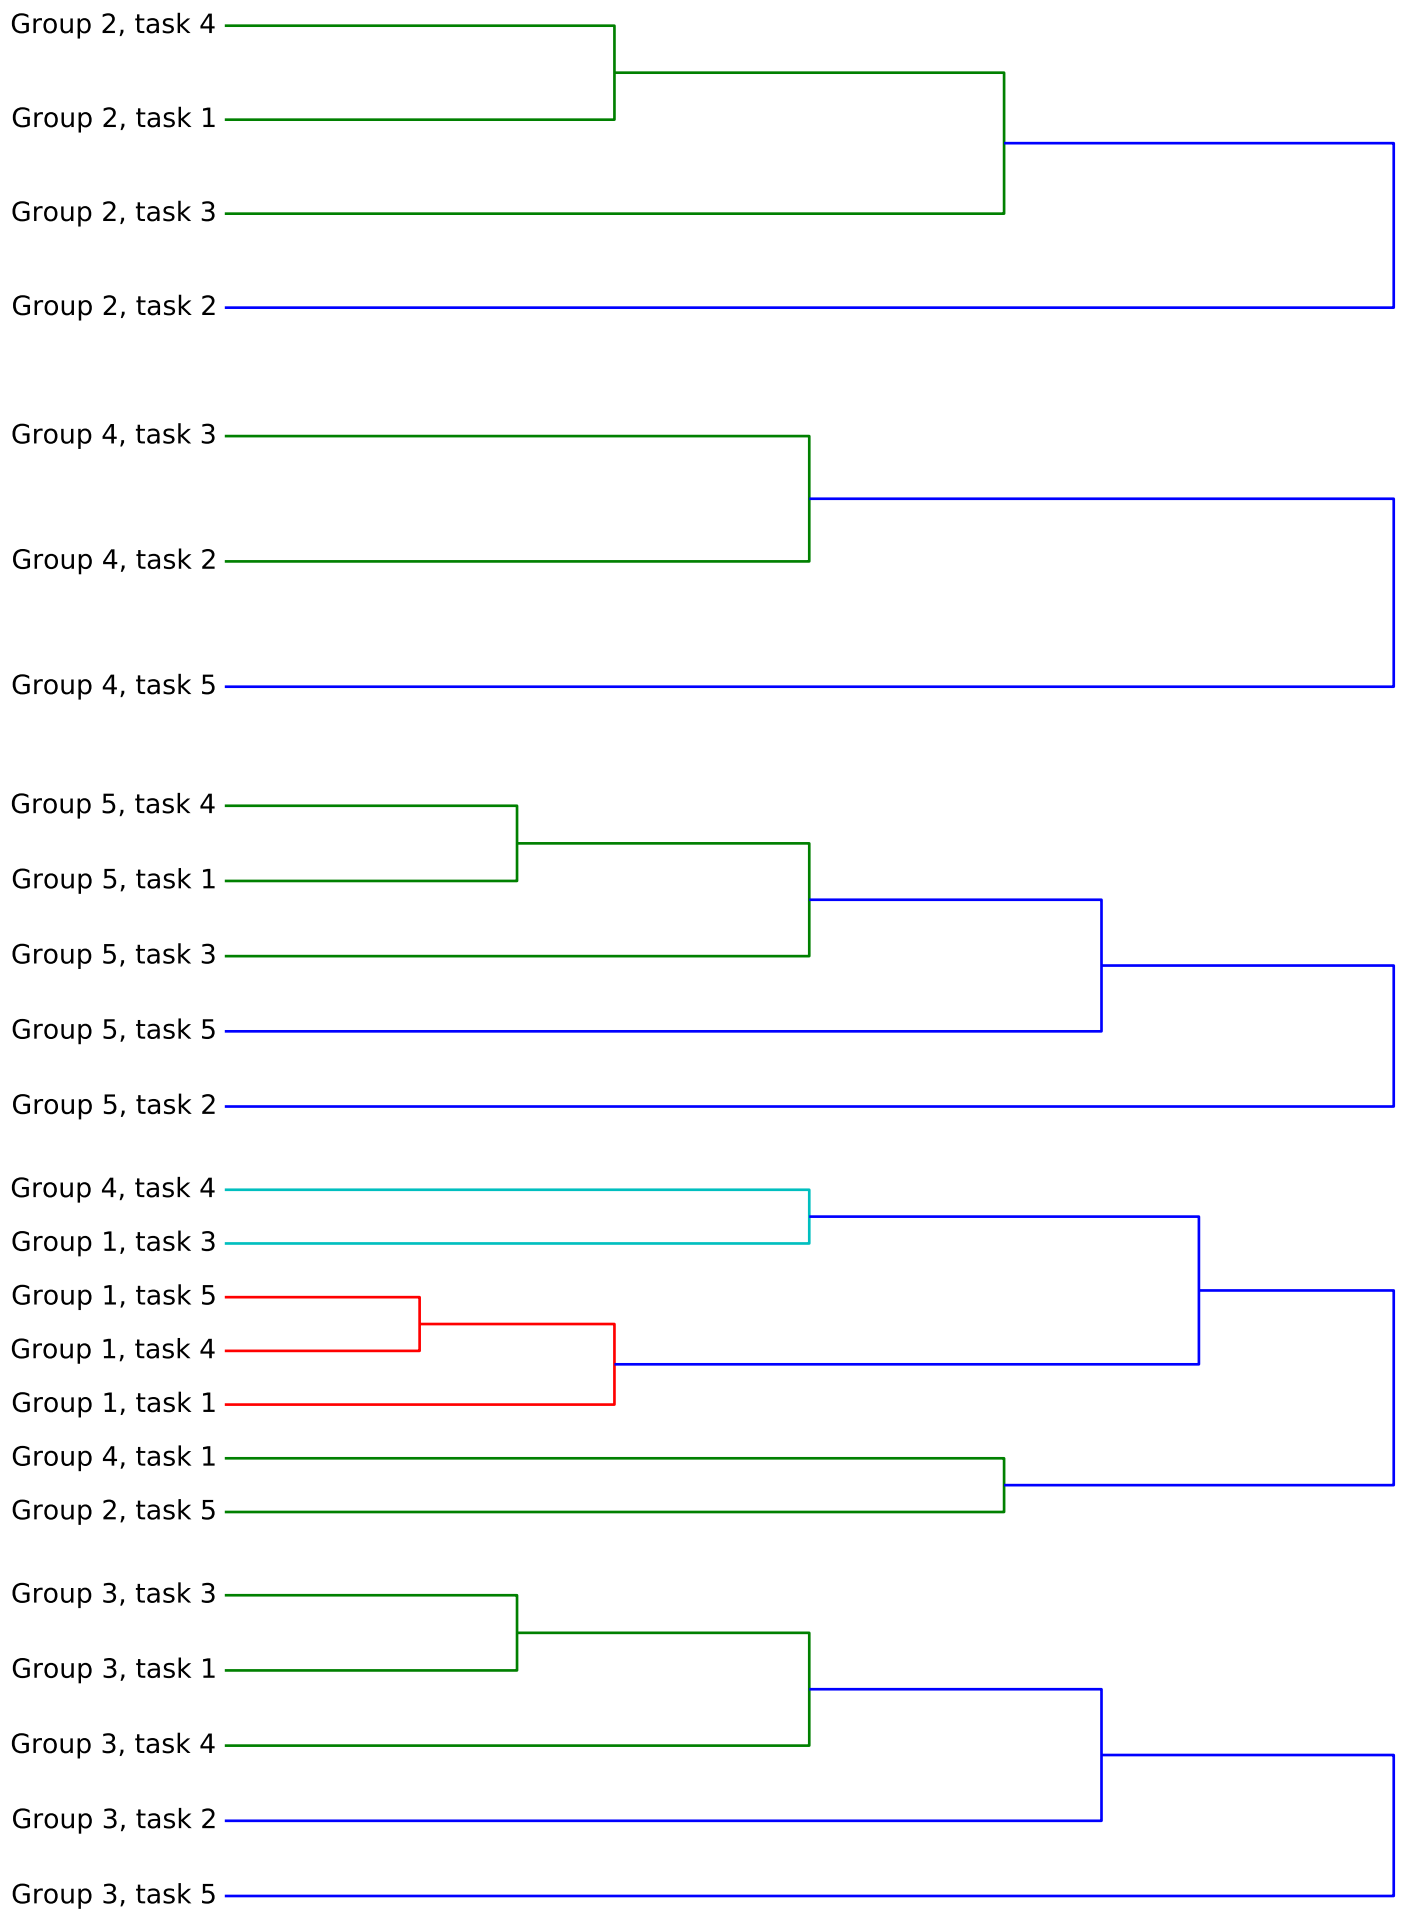 Group 2, task 4
Group 2, task 1
Group 2, task 3
Group 2, task 2
Group 4, task 3
Group 4, task 2
Group 4, task 5
Group 5, task 4
Group 5, task 1
Group 5, task 3
Group 5, task 5
Group 5, task 2
Group 4, task 4
Group 1, task 3
Group 1, task 5
Group 1, task 4
Group 1, task 1
Group 4, task 1
Group 2, task 5
Group 3, task 3
Group 3, task 1
Group 3, task 4
Group 3, task 2
Group 3, task 5